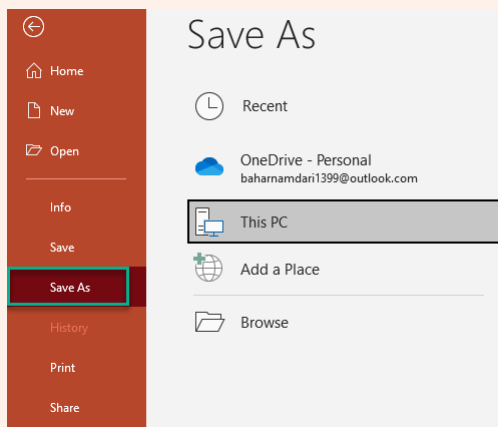 Home
New
Open
Info
Save
Save As
History
Print
Share
Save As
Recent
OneDrive - Personal
baharnamdari1399@outlook.com
This PC
Add a Place
Browse